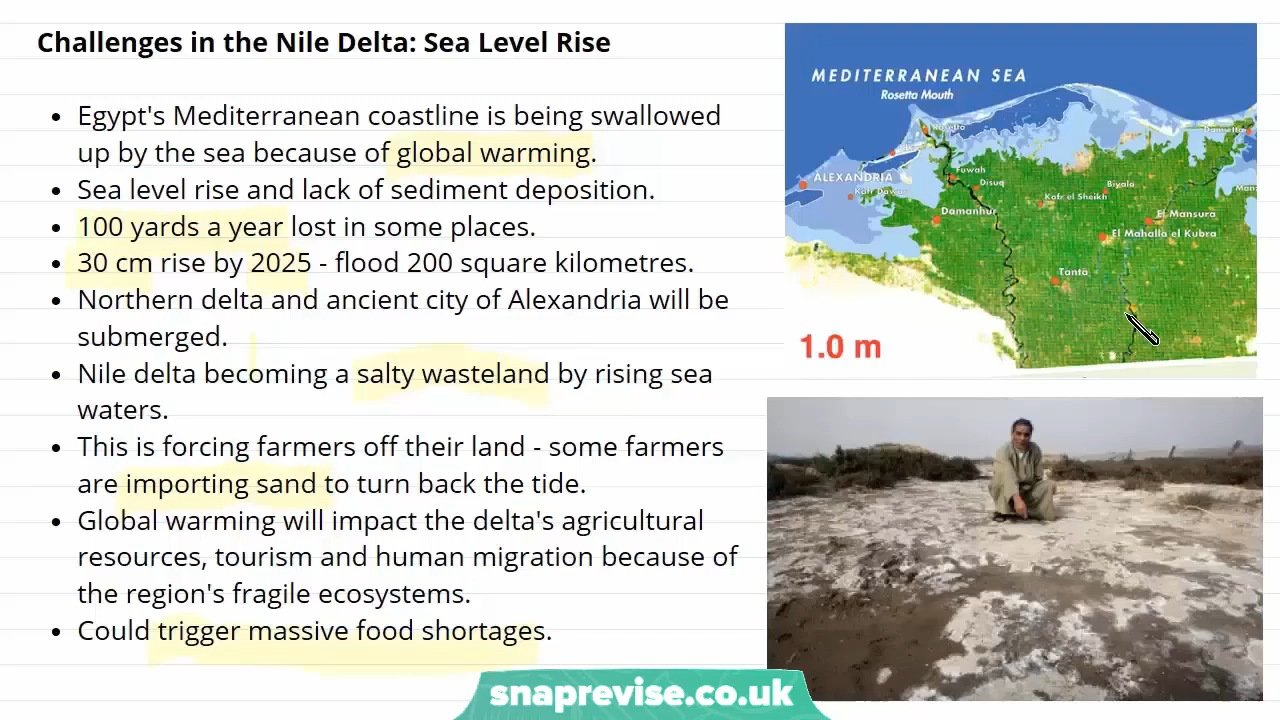 Challenges in the Nile Delta: Sea Level Rise
• Egypt's Mediterranean coastline is being swallowed
up by the sea because of global warming.
• Sea level rise and lack of sediment deposition.
• 100 yards a year lost in some places.
• 30 cm rise by 2025 - flood 200 square kilometres.
• Northern delta and ancient city of Alexandria will be
submerged.
• Nile delta becoming a salty wasteland by rising sea
waters.
• This is forcing farmers off their land - some farmers
are importing sand to turn back the tide.
• Global warming will impact the delta's agricultural
resources, tourism and human migration because of
the region's fragile ecosystems.
• Could trigger massive food shortages.
MEDITERRANEAN SEA
Rosetta Mouth
Damietta
ALEXANDRIA
Fuwah
Disuq
Biyala
Kafr el Sheikh
Damanhur
El Mansura
El Mahalla el Kubra
Tanta
1.0 m
snaprevise.co.uk